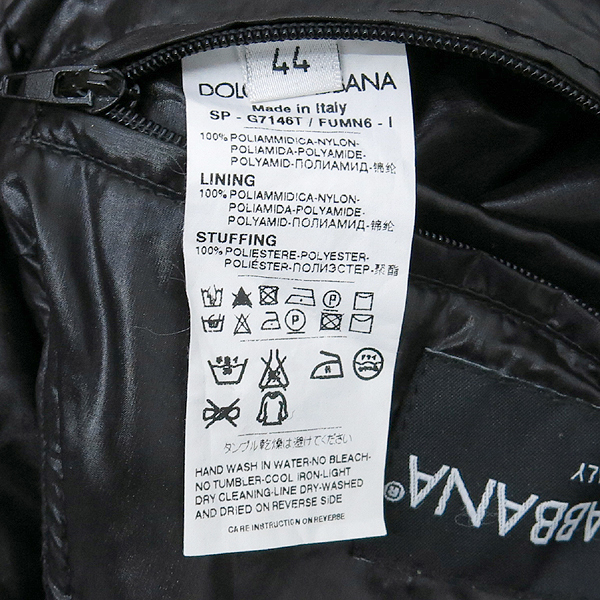 44
DOLCE&GABBANA
Made in Italy
SP - G7146T / FUMN6 - I
100% POLIAMMIDICA-NYLON-
POLIAMIDA-POLYAMIDE-
POLYAMID-ПОЛИАМИД-锦纶
LINING
100% POLIAMMIDICA-NYLON-
POLIAMIDA-POLYAMIDE-
POLYAMID-ПОЛИАМИД-锦纶
STUFFING
100% POLIESTERE-POLYESTER-
POLIÉSTER-ПОЛИЭСТЕР-聚酯
P
P
ドライ
タンブル乾燥は避けてください
HAND WASH IN WATER-NO BLEACH-
NO TUMBLER-COOL IRON-LIGHT
DRY CLEANING-LINE DRY-WASHED
AND DRIED ON REVERSE SIDE
CARE INSTRUCTION ON REVERSE
ABBANA®
LY